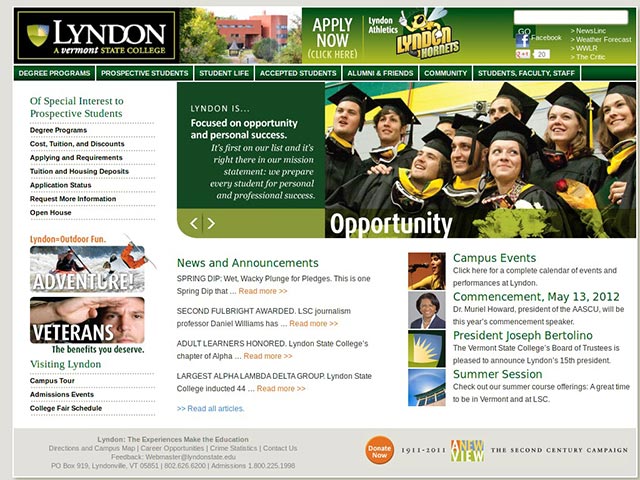 LYNDON
A vermont STATE COLLEGE
APPLY
NOW
(CLICK HERE)
Lyndon
Athletics
LYNDON
HORNETS
GO
Facebook
+1 20
> NewsLinc
> Weather Forecast
> WWLR
> The Critic
DEGREE PROGRAMS PROSPECTIVE STUDENTS STUDENT LIFE ACCEPTED STUDENTS ALUMNI & FRIENDS COMMUNITY STUDENTS, FACULTY, STAFF
Of Special Interest to
Prospective Students
Degree Programs
Cost, Tuition, and Discounts
Applying and Requirements
Tuition and Housing Deposits
Application Status
Request More Information
Open House
LYNDON IS...
Focused on opportunity
and personal success.
It's first on our list and it's
right there in our mission
statement: we prepare
every student for personal
and professional success.
Opportunity
Lyndon=Outdoor Fun.
ADVENTURE!
VETERANS
The benefits you deserve.
Visiting Lyndon
Campus Tour
Admissions Events
College Fair Schedule
News and Announcements
SPRING DIP: Wet, Wacky Plunge for Pledges. This is one
Spring Dip that ... Read more >>
SECOND FULBRIGHT AWARDED. LSC journalism
professor Daniel Williams has ... Read more >>
ADULT LEARNERS HONORED. Lyndon State College's
chapter of Alpha ... Read more >>
LARGEST ALPHA LAMBDA DELTA GROUP. Lyndon State
College inducted 44 ... Read more >>
>> Read all articles.
Campus Events
Click here for a complete calendar of events and
performances at Lyndon.
Commencement, May 13, 2012
Dr. Muriel Howard, president of the AASCU, will be
this year's commencement speaker.
President Joseph Bertolino
The Vermont State College's Board of Trustees is
pleased to announce Lyndon's 15th president.
Summer Session
Check out our summer course offerings: A great time
to be in Vermont and at LSC.
Lyndon: The Experiences Make the Education
Directions and Campus Map | Career Opportunities | Crime Statistics | Contact Us
Feedback: Webmaster@lyndonstate.edu
PO Box 919, Lyndonville, VT 05851 | 802.626.6200 | Admissions 1.800.225.1998
Donate
Now
1911-2011
A NEW
VIEW
THE SECOND CENTURY CAMPAIGN